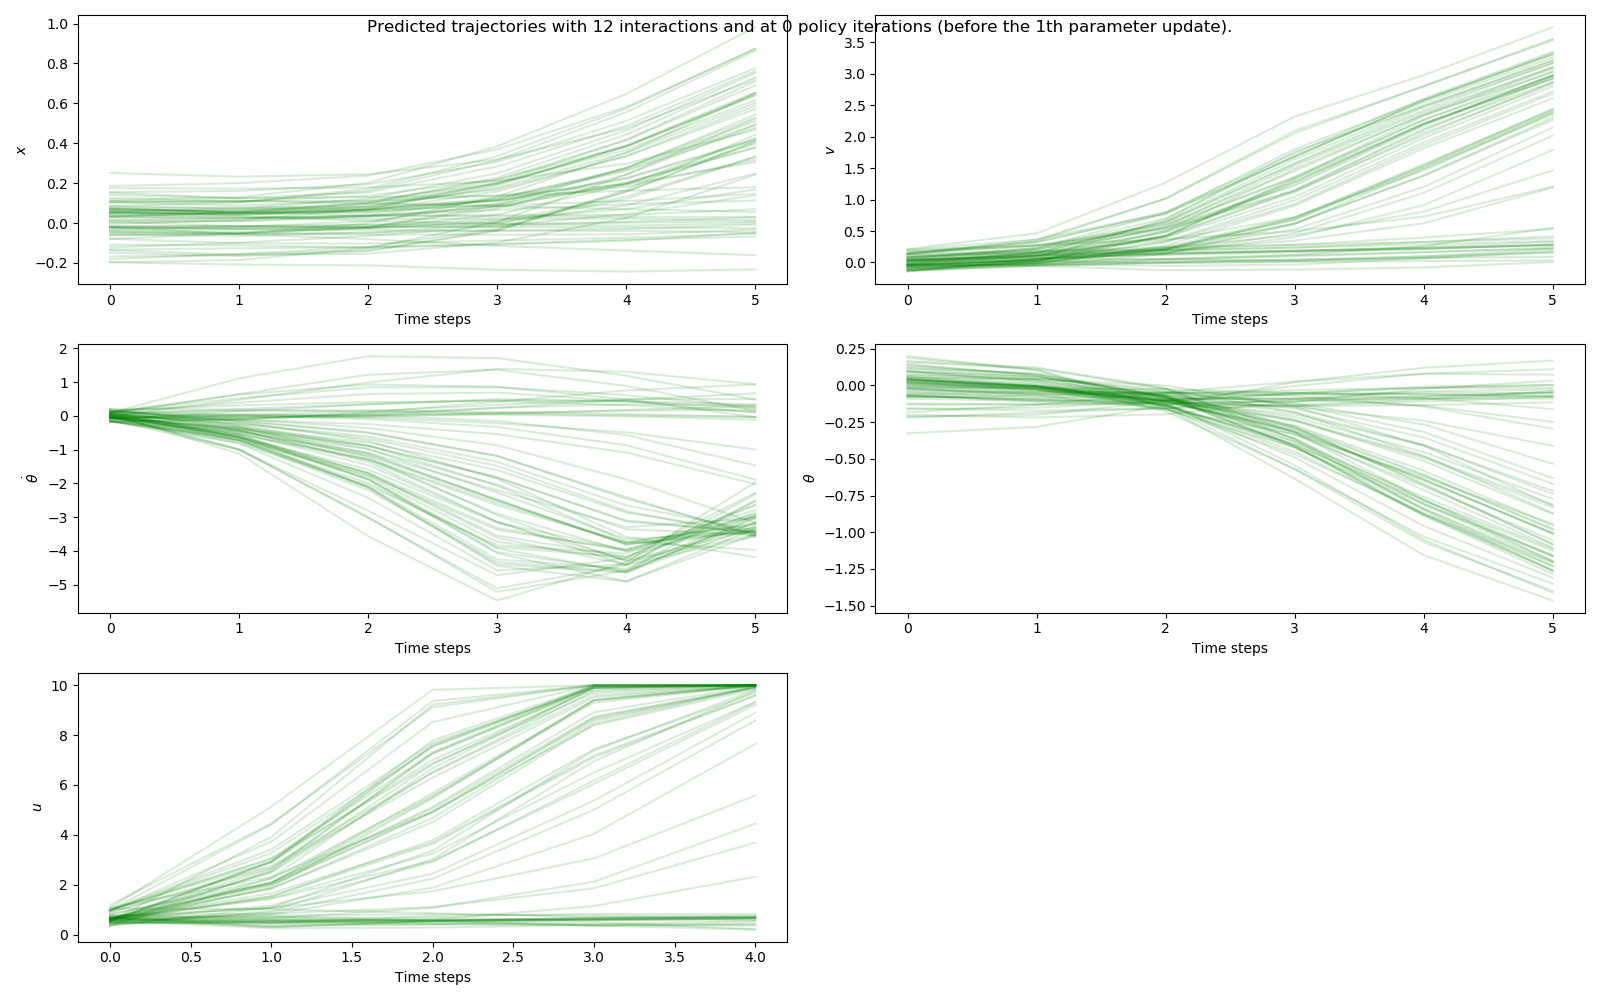 Predicted trajectories with 12 interactions and at 0 policy iterations (before the 1th parameter update).
1.0
0.8
0.6
0.4
0.2
0.0
−0.2
x
0 1 2 3 4 5
Time steps
3.5
3.0
2.5
2.0
1.5
1.0
0.5
0.0
v
0 1 2 3 4 5
Time steps
2
1
0
−1
−2
−3
−4
−5
θ̇
0 1 2 3 4 5
Time steps
0.25
0.00
−0.25
−0.50
−0.75
−1.00
−1.25
−1.50
θ
0 1 2 3 4 5
Time steps
10
8
6
4
2
0
u
0.0 0.5 1.0 1.5 2.0 2.5 3.0 3.5 4.0
Time steps